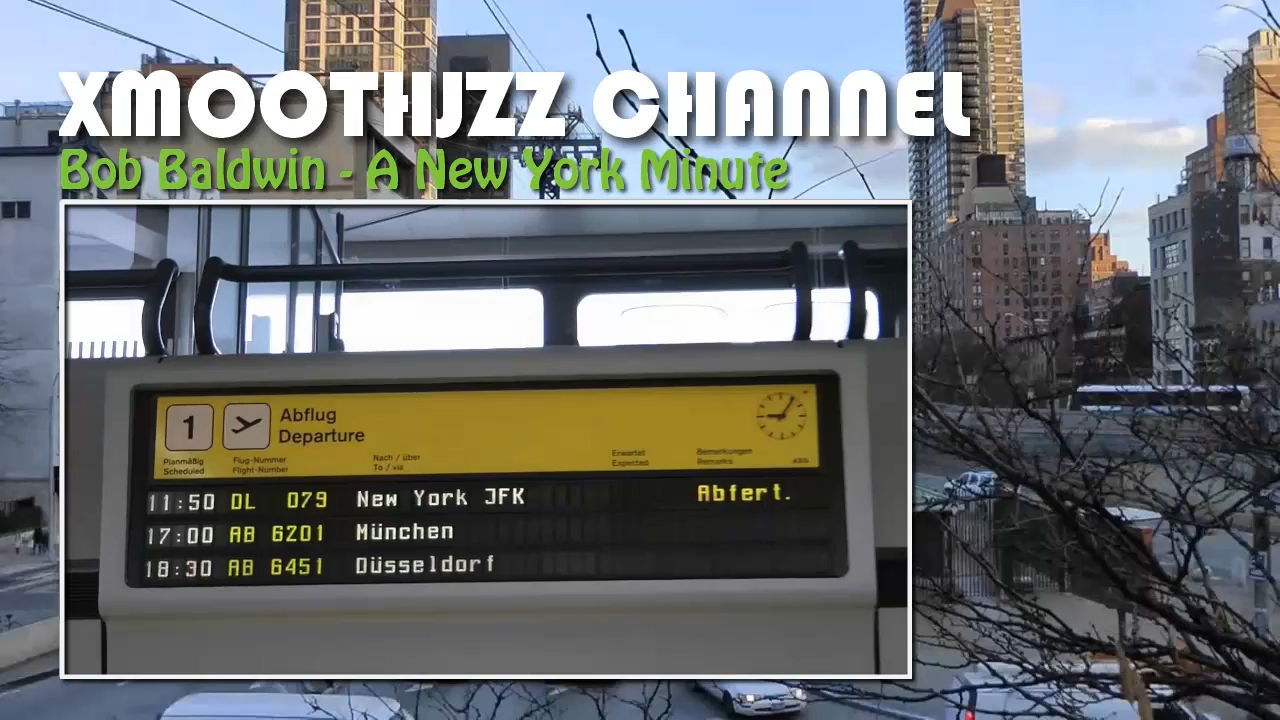 XMOOTHJZZ CHANNEL
Bob Baldwin - A New York Minute
1 Abflug
Departure
Planmäßig Flug-Nummer Nach / über Erwartet Bemerkungen
Scheduled Flight-Number To / via Expected Remarks
11:50 DL 079 New York JFK Abfert.
17:00 AB 6201 München
18:30 AB 6451 Düsseldorf